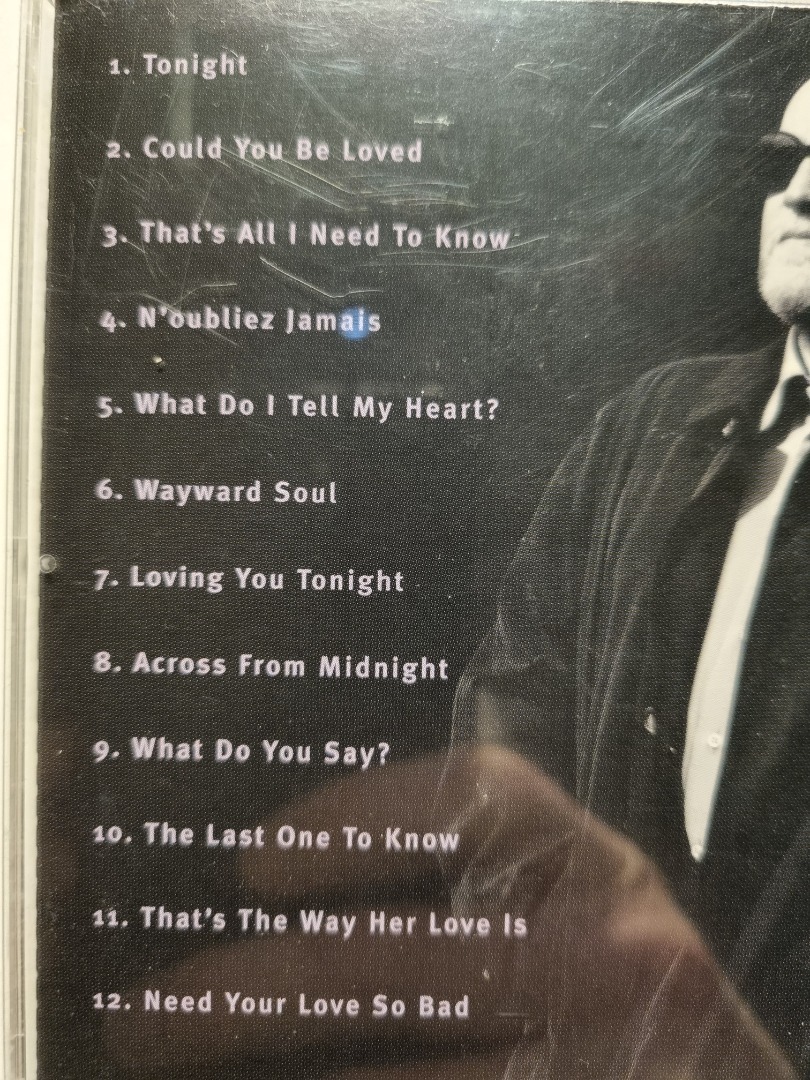 1. Tonight
2. Could You Be Loved
3. That's All I Need To Know
4. N'oubliez Jamais
5. What Do I Tell My Heart?
6. Wayward Soul
7. Loving You Tonight
8. Across From Midnight
9. What Do You Say?
10. The Last One To Know
11. That's The Way Her Love Is
12. Need Your Love So Bad